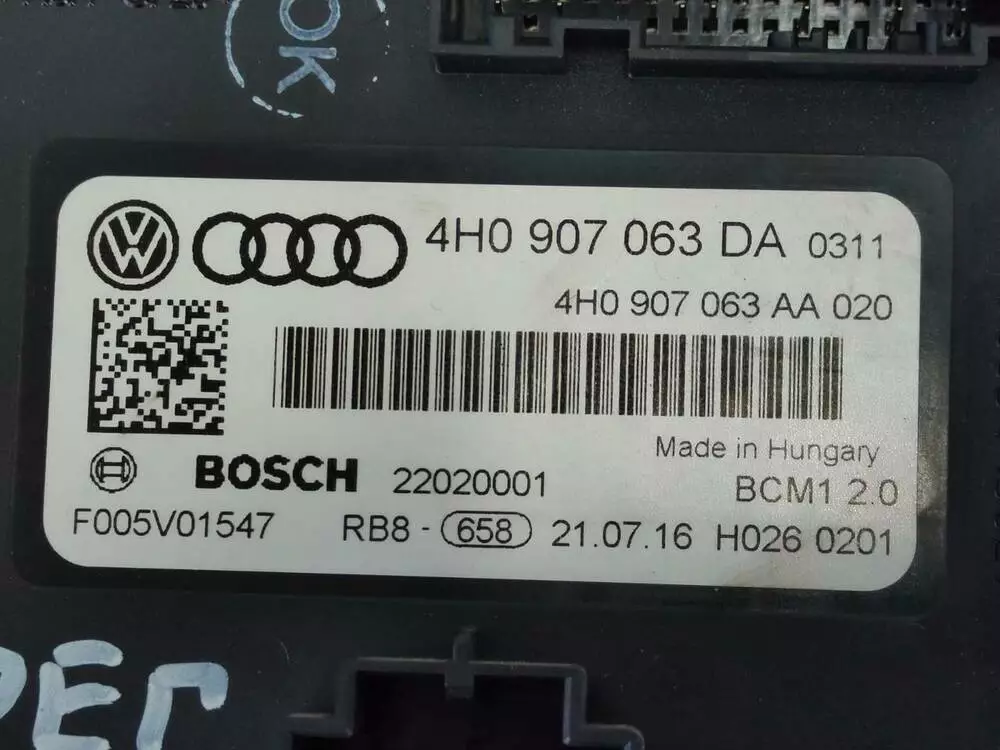 OK
4H0 907 063 DA 0311
4H0 907 063 AA 020
Made in Hungary
BOSCH 22020001
BCM1 2.0
F005V01547 RB8 - 658 21.07.16 H026 0201